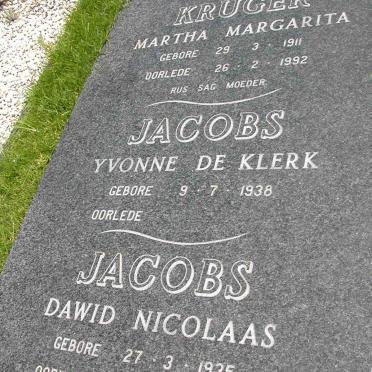 KRUGER
MARTHA MARGARITA
GEBORE 29 · 3 · 1911
OORLEDE 26 · 2 · 1992
RUS SAG MOEDER
JACOBS
YVONNE DE KLERK
GEBORE 9 · 7 · 1938
OORLEDE
JACOBS
DAWID NICOLAAS
GEBORE 27 · 3 · 1935